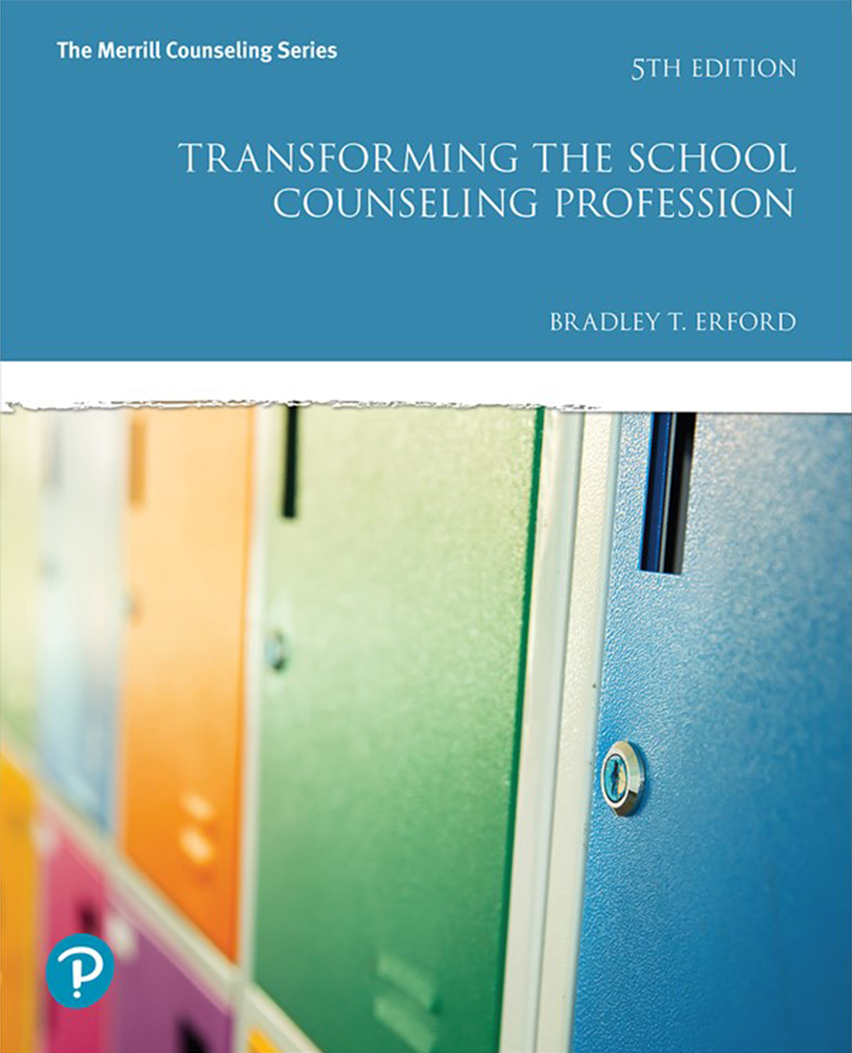 The Merrill Counseling Series
5TH EDITION
TRANSFORMING THE SCHOOL
COUNSELING PROFESSION
BRADLEY T. ERFORD
P